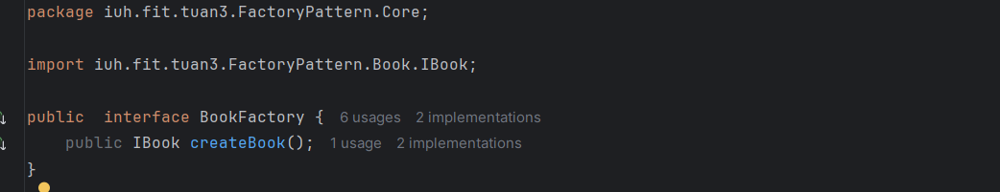 package iuh.fit.tuan3.FactoryPattern.Core;
import iuh.fit.tuan3.FactoryPattern.Book.IBook;
public  interface BookFactory {  6 usages  2 implementations
    public IBook createBook();  1 usage  2 implementations
}